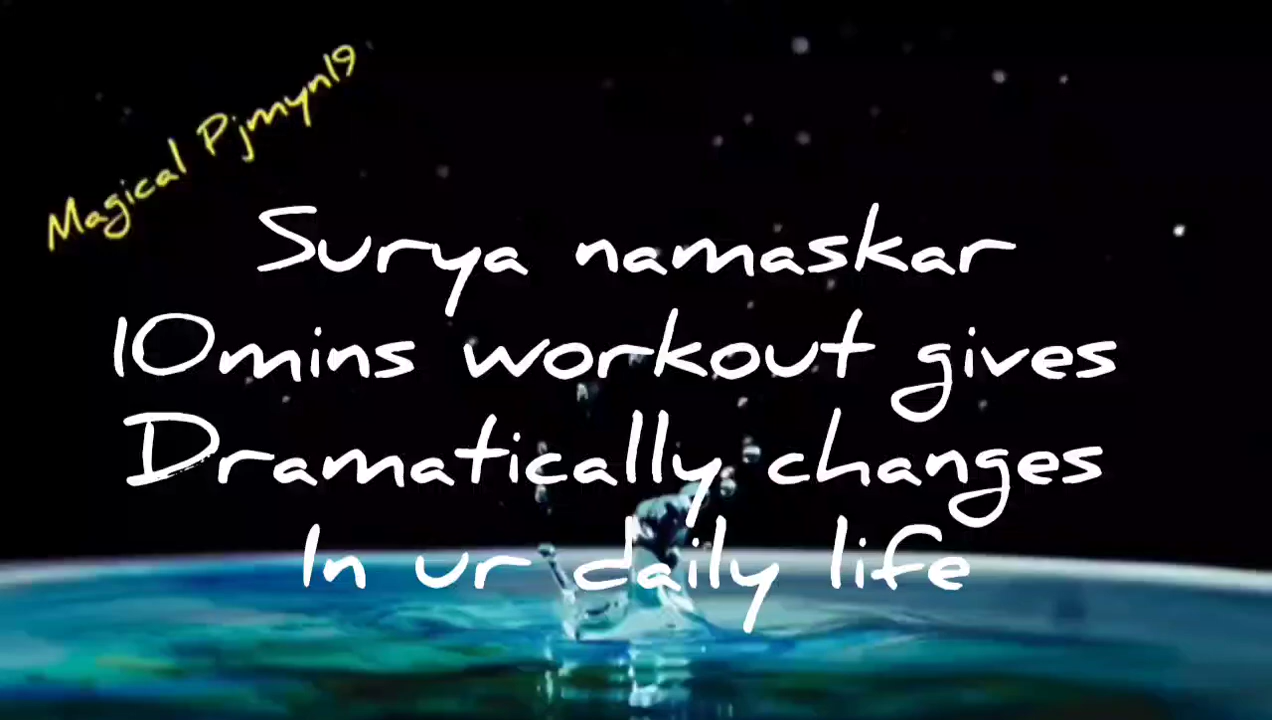 Magical Pjmyn19
Surya namaskar
10mins workout gives
Dramatically changes
In ur daily life